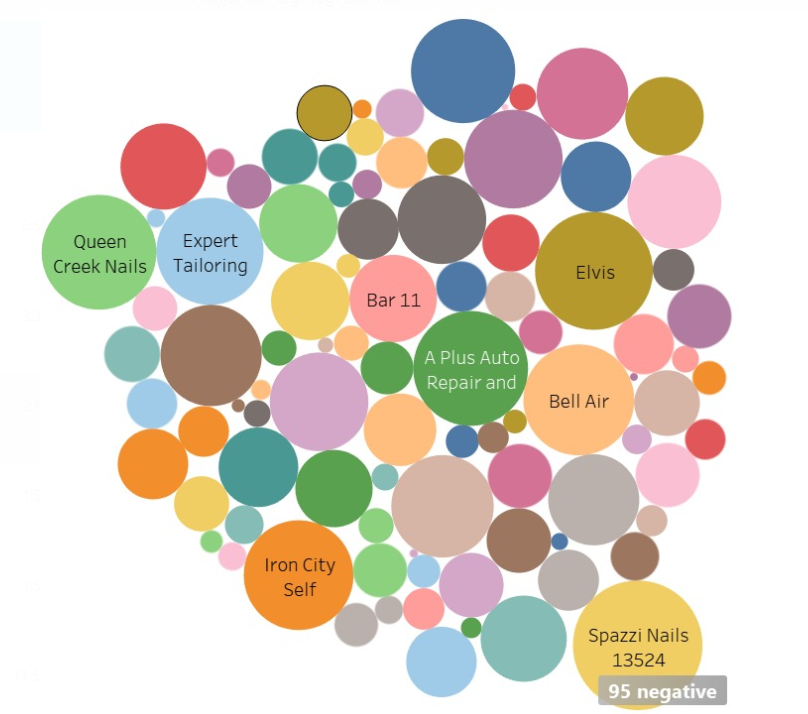 Queen
Creek Nails
Expert
Tailoring
Elvis
Bar 11
A Plus Auto
Repair and
Bell Air
Iron City
Self
Spazzi Nails
13524
95 negative